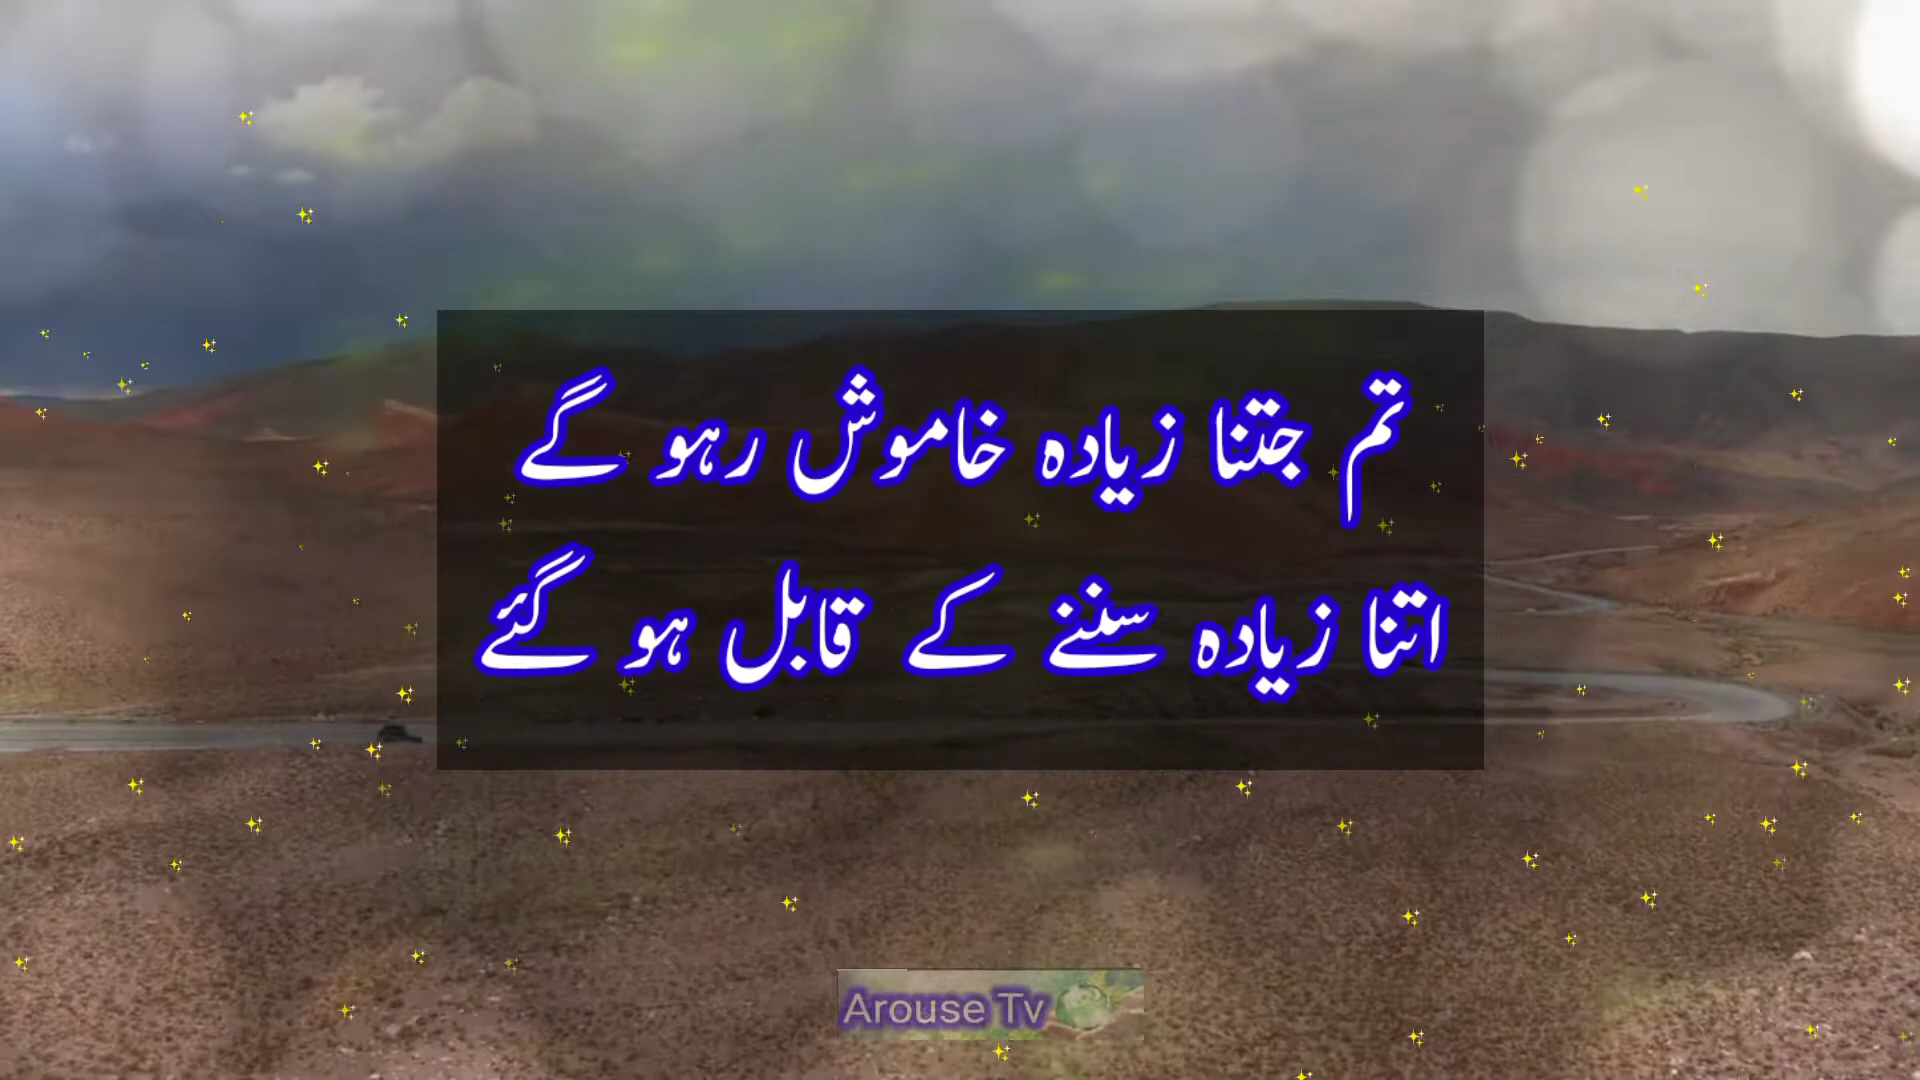 تم جتنا زیادہ خاموش رہو گے
اتنا زیادہ سننے کے قابل ہو گئے
Arouse Tv